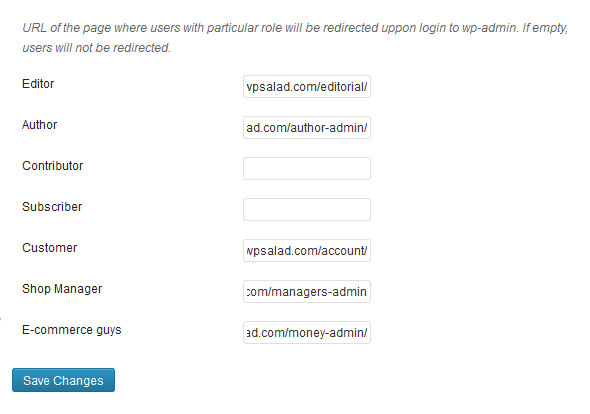 URL of the page where users with particular role will be redirected uppon login to wp-admin. If empty,
users will not be redirected.
Editor vpsalad.com/editorial/
Author ad.com/author-admin/
Contributor
Subscriber
Customer vpsalad.com/account/
Shop Manager com/managers-admin
E-commerce guys ad.com/money-admin/
Save Changes